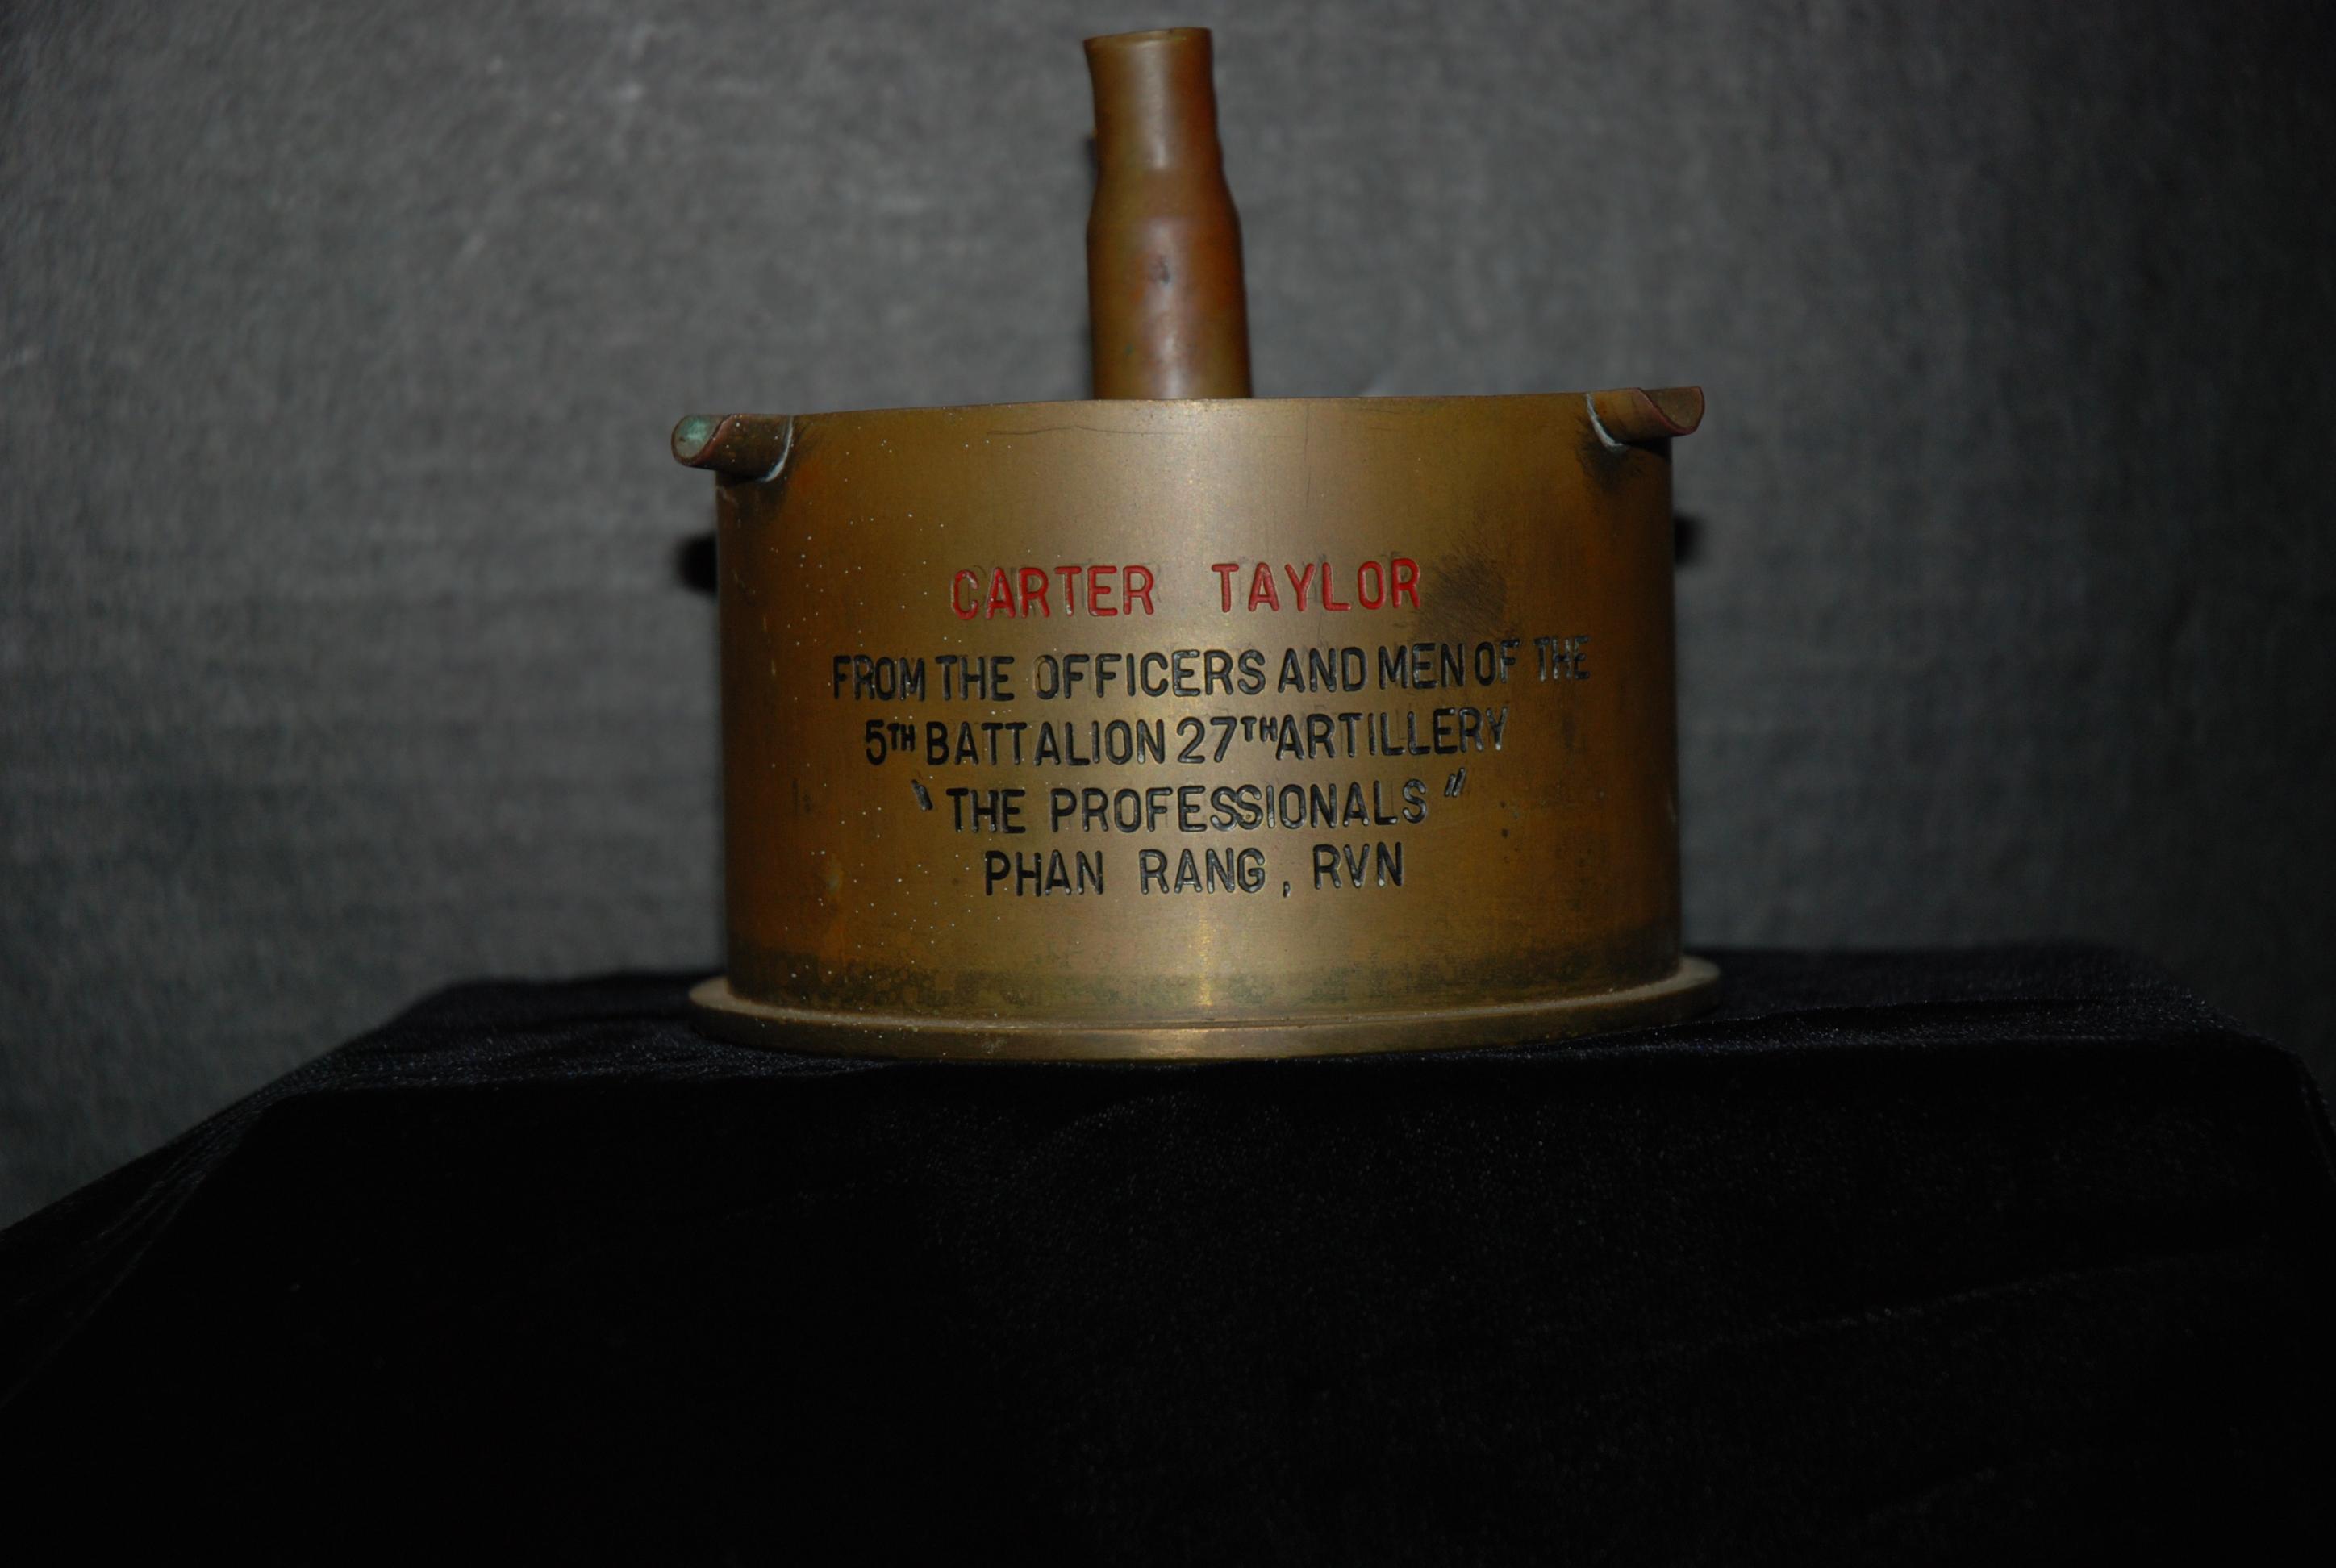 CARTER TAYLOR
FROM THE OFFICERS AND MEN OF THE
5TH BATTALION 27TH ARTILLERY
"THE PROFESSIONALS"
PHAN RANG, RVN